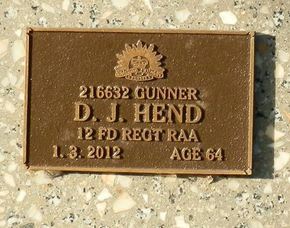 216632 GUNNER
D. J. HEND
12 FD REGT RAA
1. 3. 2012 AGE 64